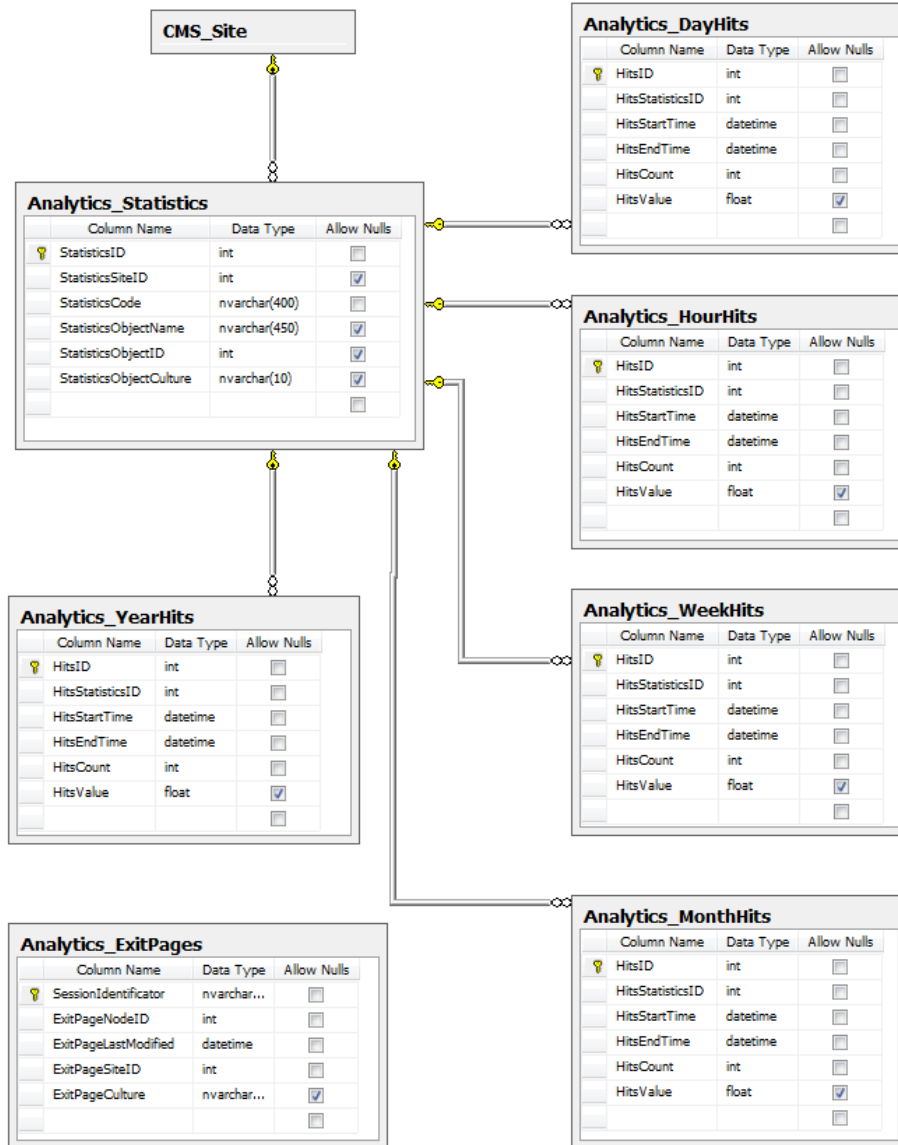 CMS_Site
Analytics_DayHits
Column Name Data Type Allow Nulls
HitsID int
HitsStatisticsID int
HitsStartTime datetime
HitsEndTime datetime
HitsCount int
HitsValue float
Analytics_Statistics
Column Name Data Type Allow Nulls
StatisticsID int
StatisticsSiteID int
StatisticsCode nvarchar(400)
StatisticsObjectName nvarchar(450)
StatisticsObjectID int
StatisticsObjectCulture nvarchar(10)
Analytics_HourHits
Column Name Data Type Allow Nulls
HitsID int
HitsStatisticsID int
HitsStartTime datetime
HitsEndTime datetime
HitsCount int
HitsValue float
Analytics_YearHits
Column Name Data Type Allow Nulls
HitsID int
HitsStatisticsID int
HitsStartTime datetime
HitsEndTime datetime
HitsCount int
HitsValue float
Analytics_WeekHits
Column Name Data Type Allow Nulls
HitsID int
HitsStatisticsID int
HitsStartTime datetime
HitsEndTime datetime
HitsCount int
HitsValue float
Analytics_ExitPages
Column Name Data Type Allow Nulls
SessionIdentificator nvarchar...
ExitPageNodeID int
ExitPageLastModified datetime
ExitPageSiteID int
ExitPageCulture nvarchar...
Analytics_MonthHits
Column Name Data Type Allow Nulls
HitsID int
HitsStatisticsID int
HitsStartTime datetime
HitsEndTime datetime
HitsCount int
HitsValue float